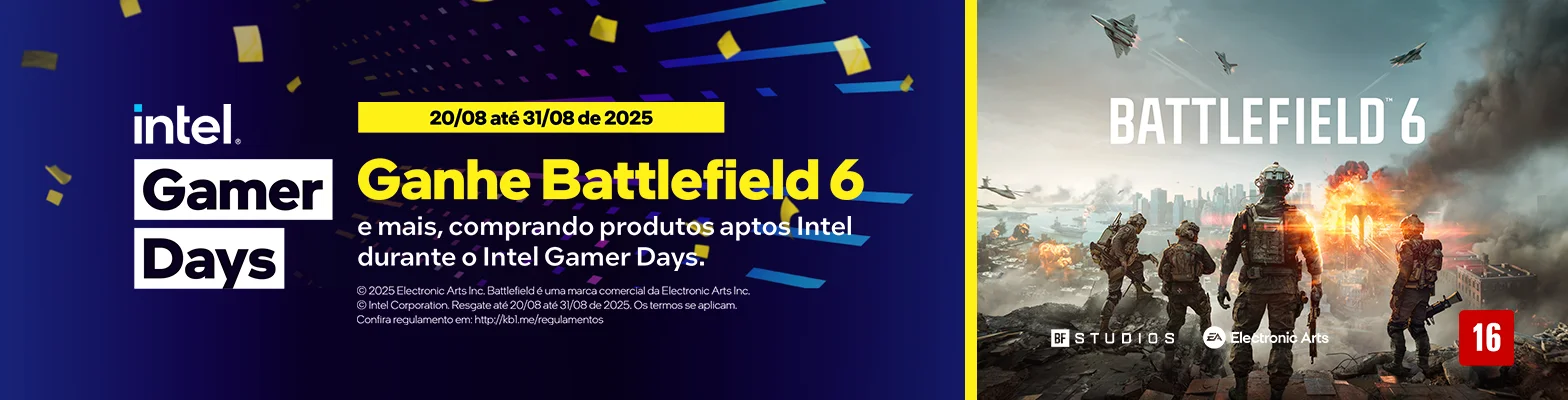 intel®
Gamer
Days
20/08 até 31/08 de 2025
Ganhe Battlefield 6
e mais, comprando produtos aptos Intel
durante o Intel Gamer Days.
© 2025 Electronic Arts Inc. Battlefield é uma marca comercial da Electronic Arts Inc.
© Intel Corporation. Resgate até 20/08 até 31/08 de 2025. Os termos se aplicam.
Confira regulamento em: http://kb1.me/regulamentos
BATTLEFIELD™ 6
BF STUDIOS
EA Electronic Arts
16